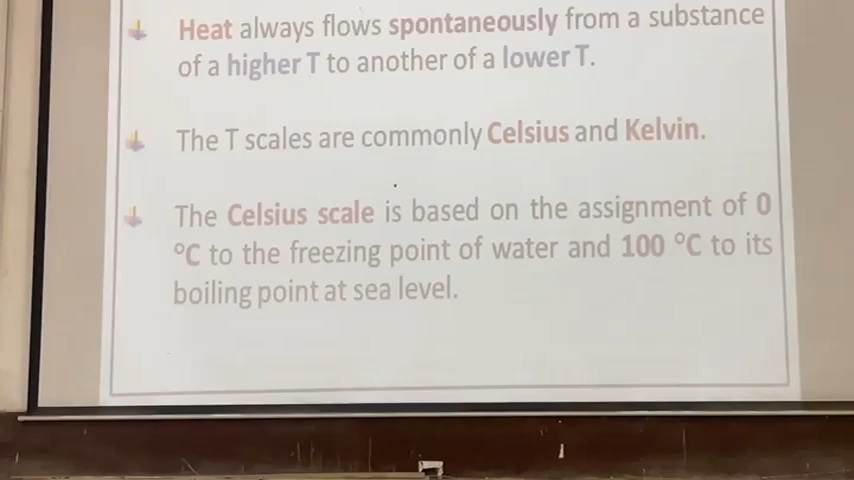 Heat always flows spontaneously from a substance
of a higher T to another of a lower T.
The T scales are commonly Celsius and Kelvin.
The Celsius scale is based on the assignment of 0
°C to the freezing point of water and 100 °C to its
boiling point at sea level.